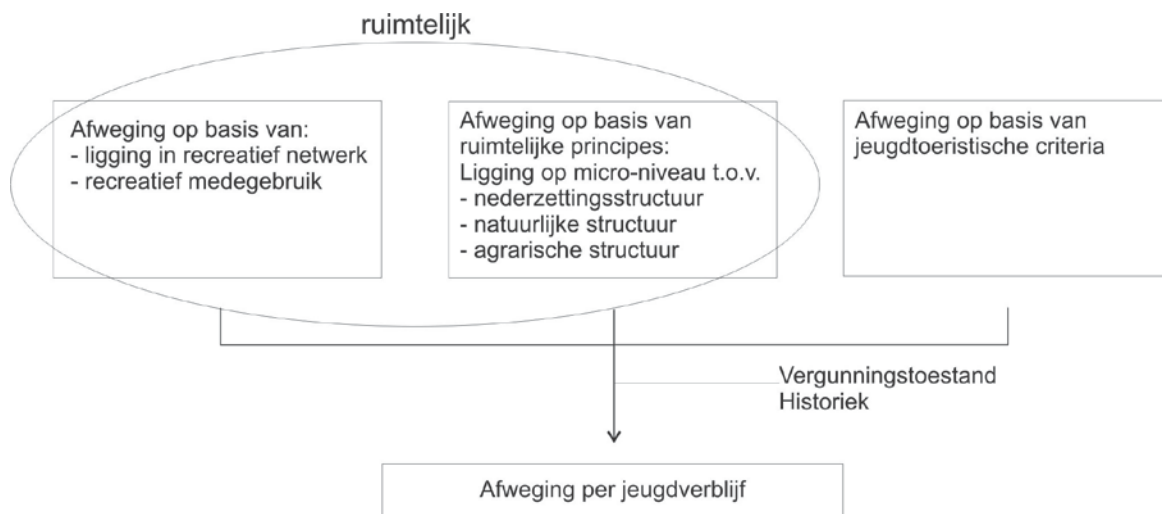 ruimtelijk
Afweging op basis van:
- ligging in recreatief netwerk
- recreatief medegebruik
Afweging op basis van
ruimtelijke principes:
Ligging op micro-niveau t.o.v.
- nederzettingsstructuur
- natuurlijke structuur
- agrarische structuur
Afweging op basis van
jeugdtoeristische criteria
Vergunningstoestand
Historiek
Afweging per jeugdverblijf